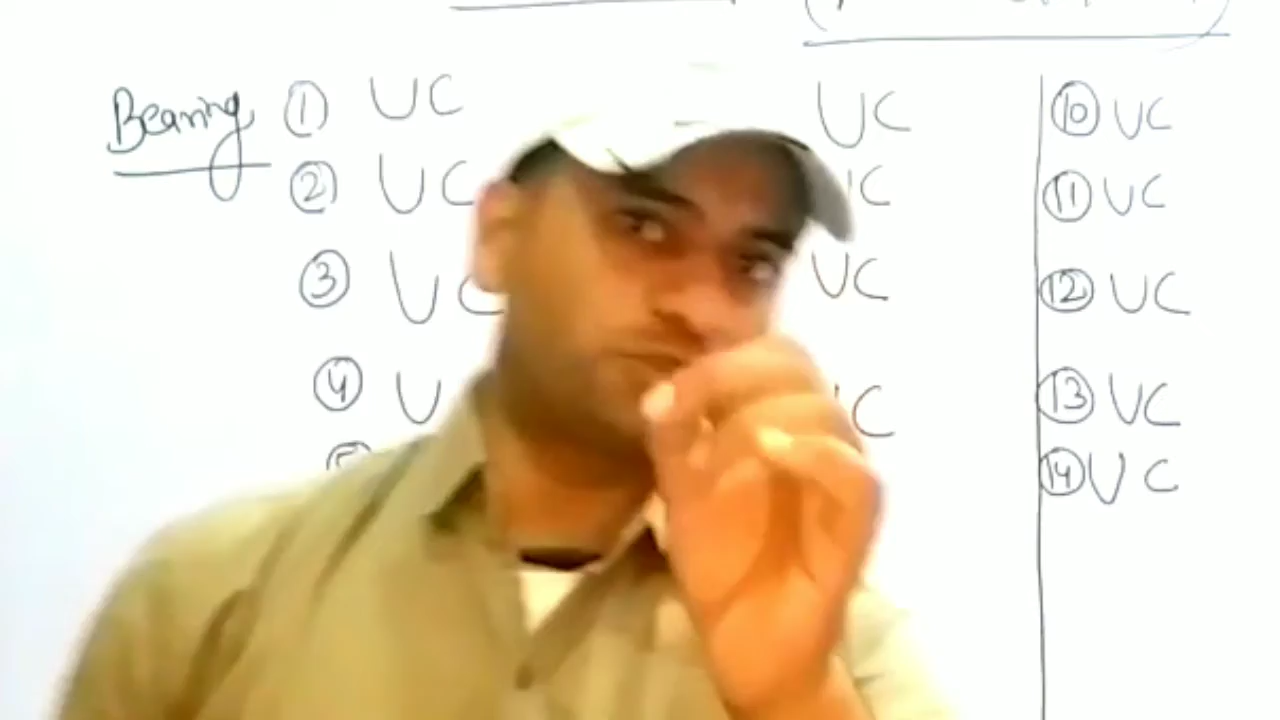 Bearing ① UC
② UC
③ UC
④ U
⑤
UC
UC
UC
⑩ UC
⑪ UC
⑫ UC
⑬ UC
⑭ UC